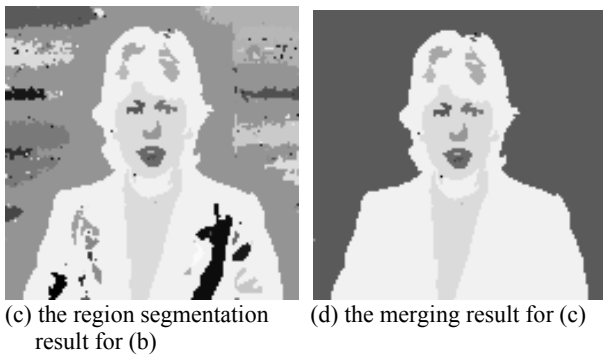 (c) the region segmentation
result for (b)
(d) the merging result for (c)